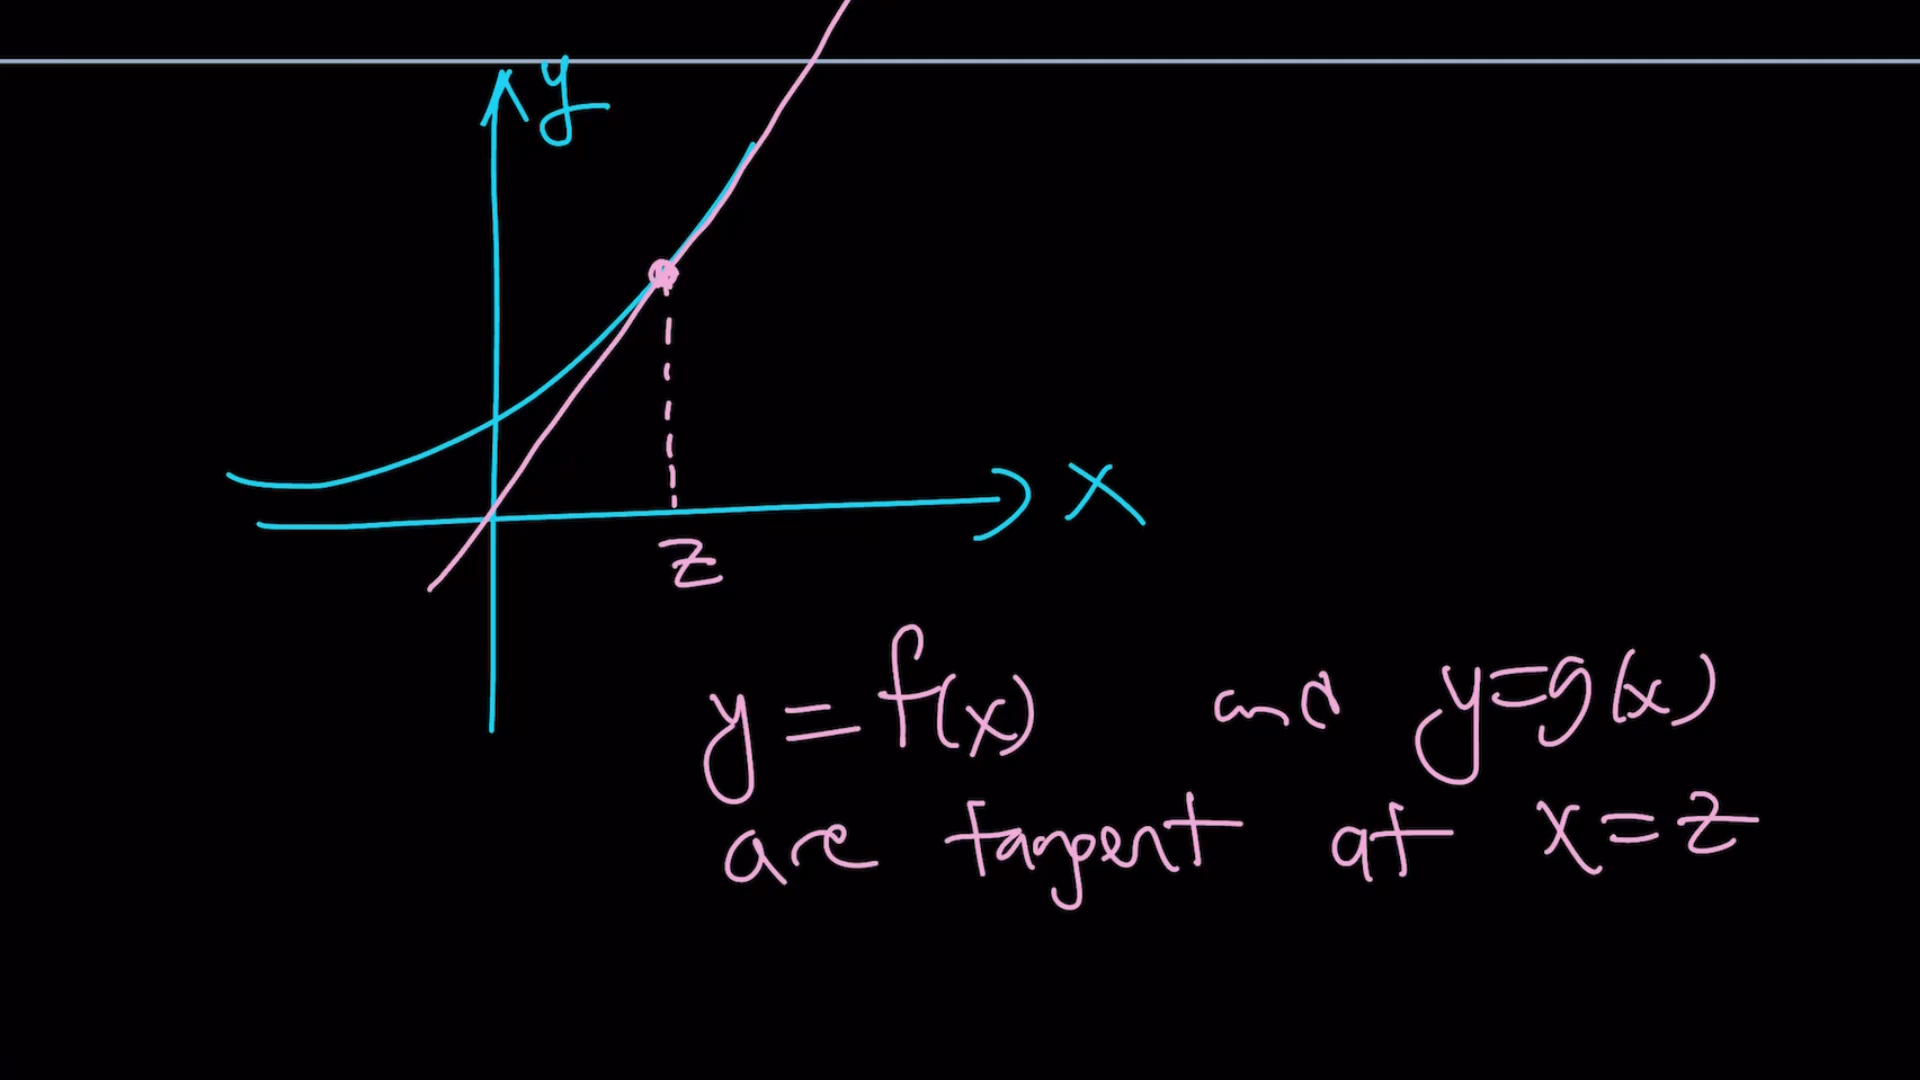 y
x
z
y = f(x) and y=g(x)
are tangent at x=z